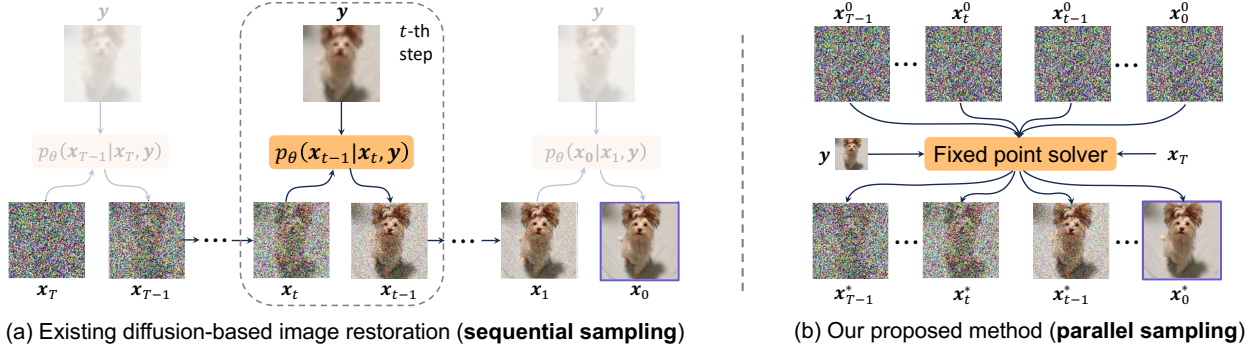 y
y
t-th
step
y
p_θ(x_{T-1}|x_T, y)
p_θ(x_{t-1}|x_t, y)
p_θ(x_0|x_1, y)
x_T
x_{T-1}
...
x_t
x_{t-1}
...
x_1
x_0
(a) Existing diffusion-based image restoration (sequential sampling)
x^0_{T-1}
x^0_t
x^0_{t-1}
x^0_0
...
...
y
Fixed point solver
x_T
...
...
x^*_{T-1}
x^*_t
x^*_{t-1}
x^*_0
(b) Our proposed method (parallel sampling)